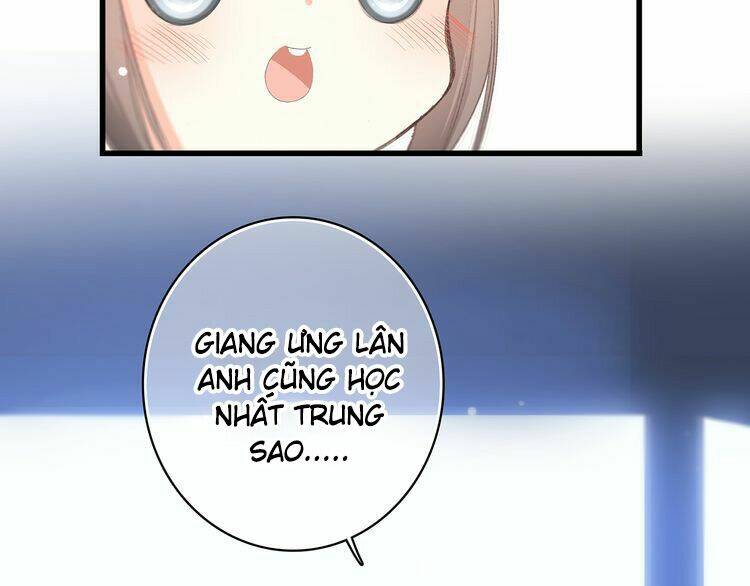 GIANG ƯNG LÂN
ANH CŨNG HỌC
NHẤT TRUNG
SAO.....